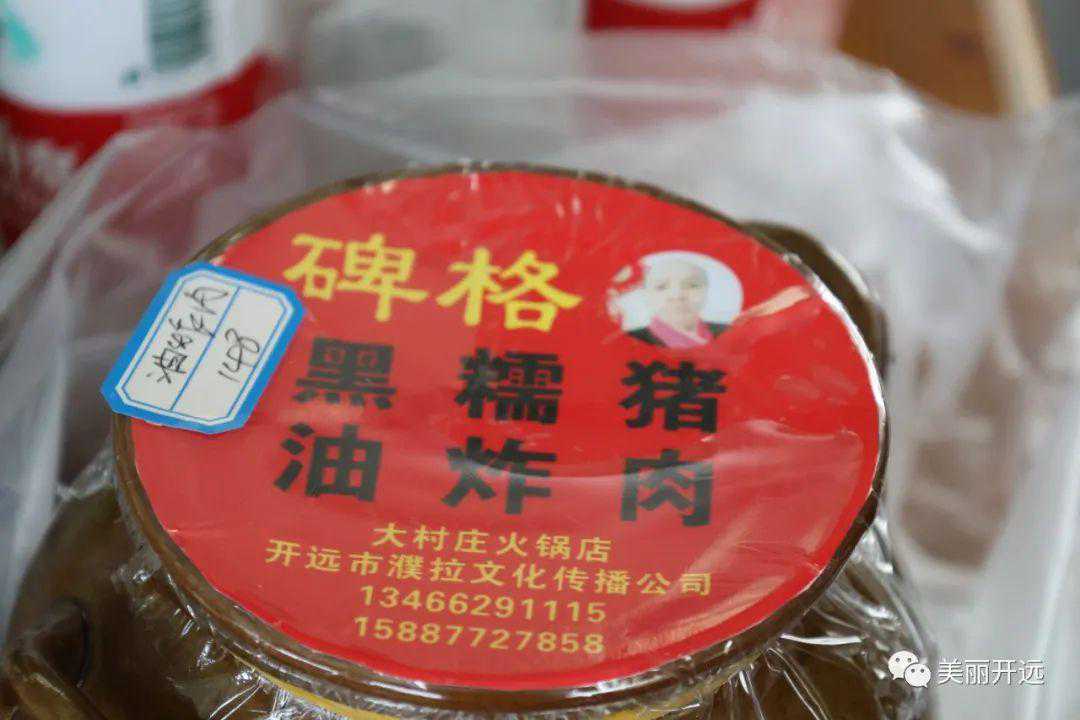 碑格
黑糯猪
油炸肉
大村庄火锅店
开远市濮拉文化传播公司
13466291115
15887727858
油炸肉
148
美丽开远